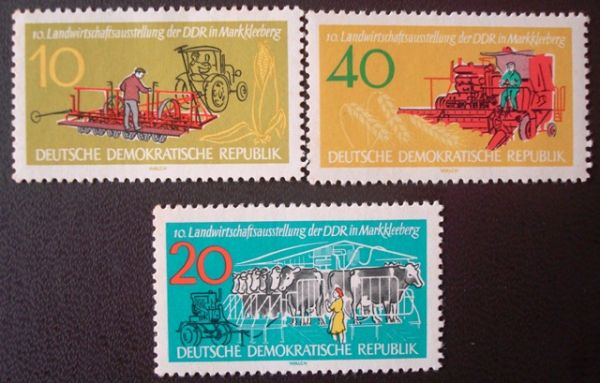 10. Landwirtschaftsausstellung der DDR in Markkleeberg
10
DEUTSCHE DEMOKRATISCHE REPUBLIK
10. Landwirtschaftsausstellung der DDR in Markkleeberg
40
DEUTSCHE DEMOKRATISCHE REPUBLIK
10. Landwirtschaftsausstellung der DDR in Markkleeberg
20
DEUTSCHE DEMOKRATISCHE REPUBLIK